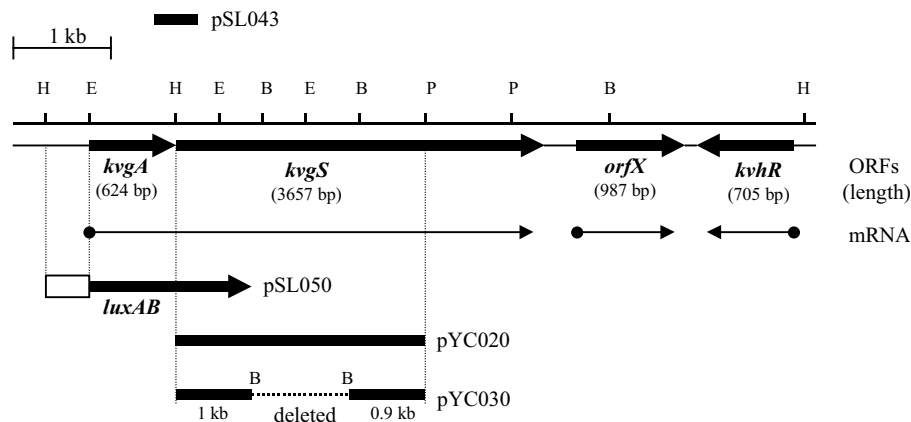 pSL043
1 kb
H E H E B E B P P B H
kvgA kvgS orfX kvhR ORFs
(624 bp) (3657 bp) (987 bp) (705 bp) (length)
mRNA
pSL050
luxAB
pYC020
B B
pYC030
1 kb deleted 0.9 kb